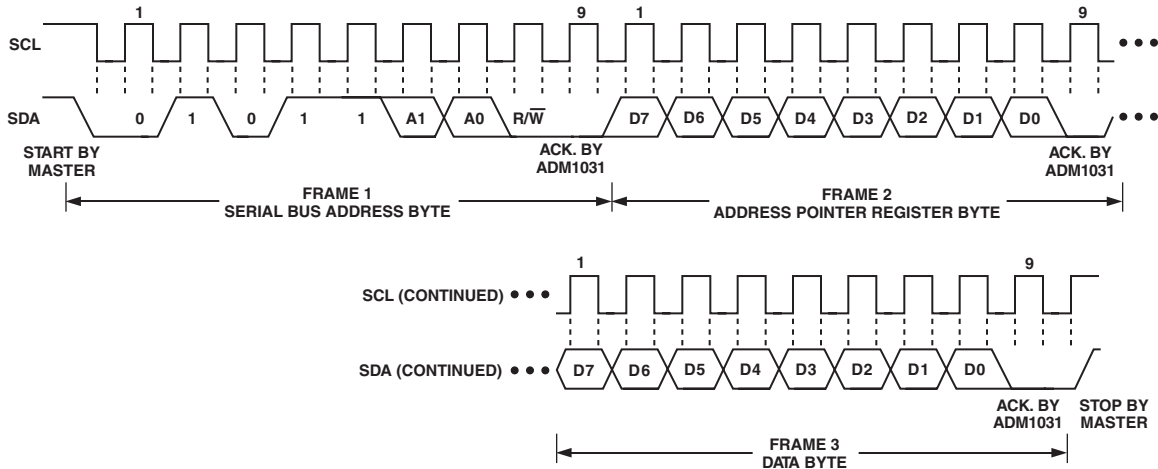 1 9 1 9
SCL
SDA 0 1 0 1 1 A1 A0 R/W̅ D7 D6 D5 D4 D3 D2 D1 D0
START BY
MASTER
ACK. BY
ADM1031
ACK. BY
ADM1031
FRAME 1
SERIAL BUS ADDRESS BYTE
FRAME 2
ADDRESS POINTER REGISTER BYTE
1 9
SCL (CONTINUED)
SDA (CONTINUED) D7 D6 D5 D4 D3 D2 D1 D0
ACK. BY
ADM1031
STOP BY
MASTER
FRAME 3
DATA BYTE